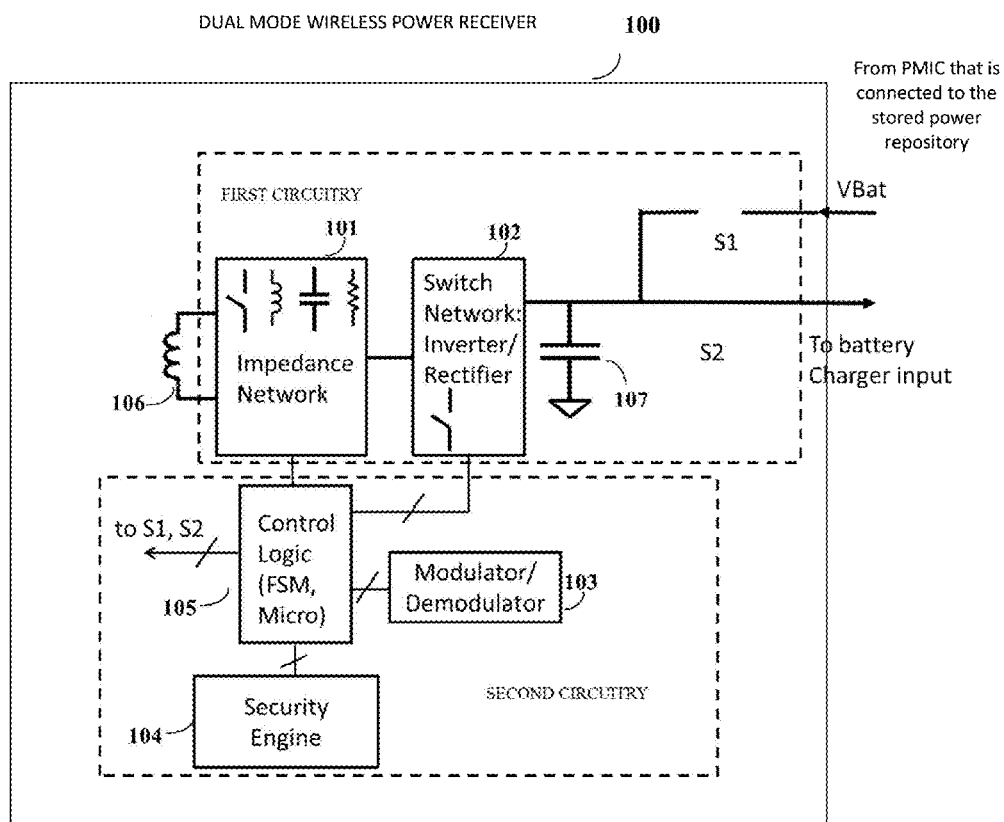 DUAL MODE WIRELESS POWER RECEIVER 100
From PMIC that is
connected to the
stored power
repository
FIRST CIRCUITRY
VBat
101
102
S1
Switch
Network:
Inverter/
Rectifier
Impedance
Network
S2
To battery
Charger input
106
107
to S1, S2
Control
Logic
(FSM,
Micro)
105
Modulator/
Demodulator
103
SECOND CIRCUITRY
Security
Engine
104